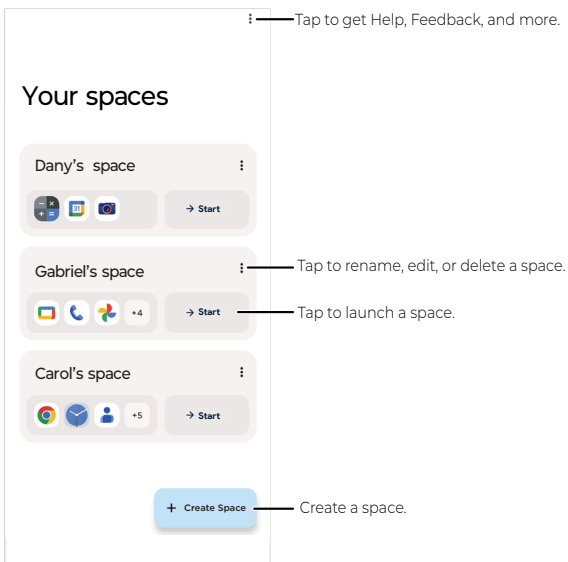 Tap to get Help, Feedback, and more.
Your spaces
Dany's space
31
→ Start
Gabriel's space
Tap to rename, edit, or delete a space.
+4
→ Start
Tap to launch a space.
Carol's space
+5
→ Start
+ Create Space
Create a space.